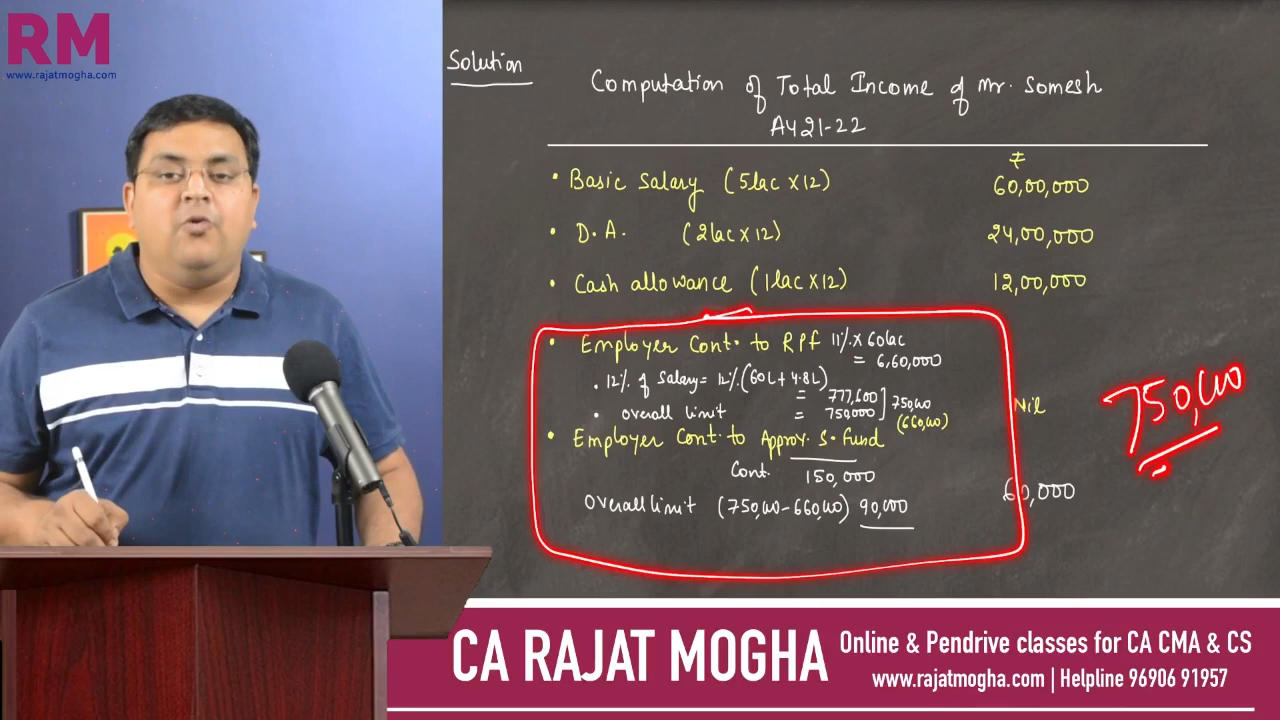 RM
www.rajatmogha.com
Solution
Computation of Total Income of Mr. Somesh
AY 21-22
₹
• Basic Salary (5lac X 12) 60,00,000
• D.A. (2lac X 12) 24,00,000
• Cash allowance (1lac X 12) 12,00,000
• Employer Cont. to RPf 11% X 60lac
= 6,60,000
• 12% of Salary = 12% (60L + 4.8L)
= 777,600
• Overall limit = 750,000 ] 750,000 Nil
(660,000)
• Employer Cont. to Approv. S. Fund
Cont. 150,000
Overall limit (750,000 - 660,000) 90,000 60,000
750,000
CA RAJAT MOGHA
Online & Pendrive classes for CA CMA & CS
www.rajatmogha.com | Helpline 96906 91957